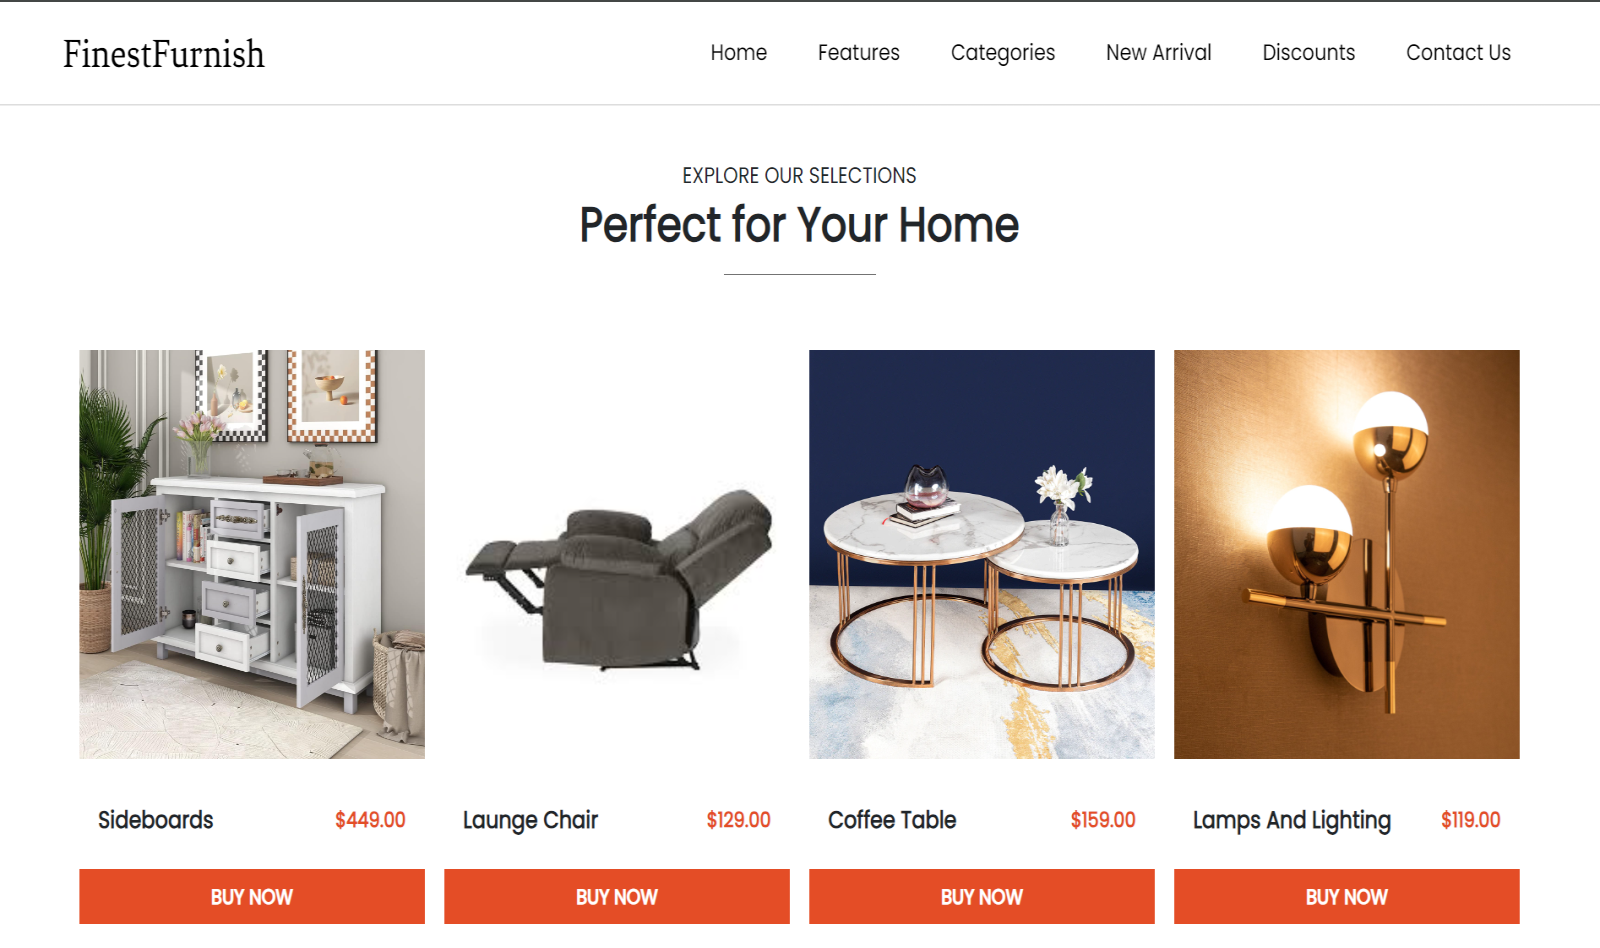 FinestFurnish
Home Features Categories New Arrival Discounts Contact Us
EXPLORE OUR SELECTIONS
Perfect for Your Home
Sideboards $449.00
Launge Chair $129.00
Coffee Table $159.00
Lamps And Lighting $119.00
BUY NOW BUY NOW BUY NOW BUY NOW